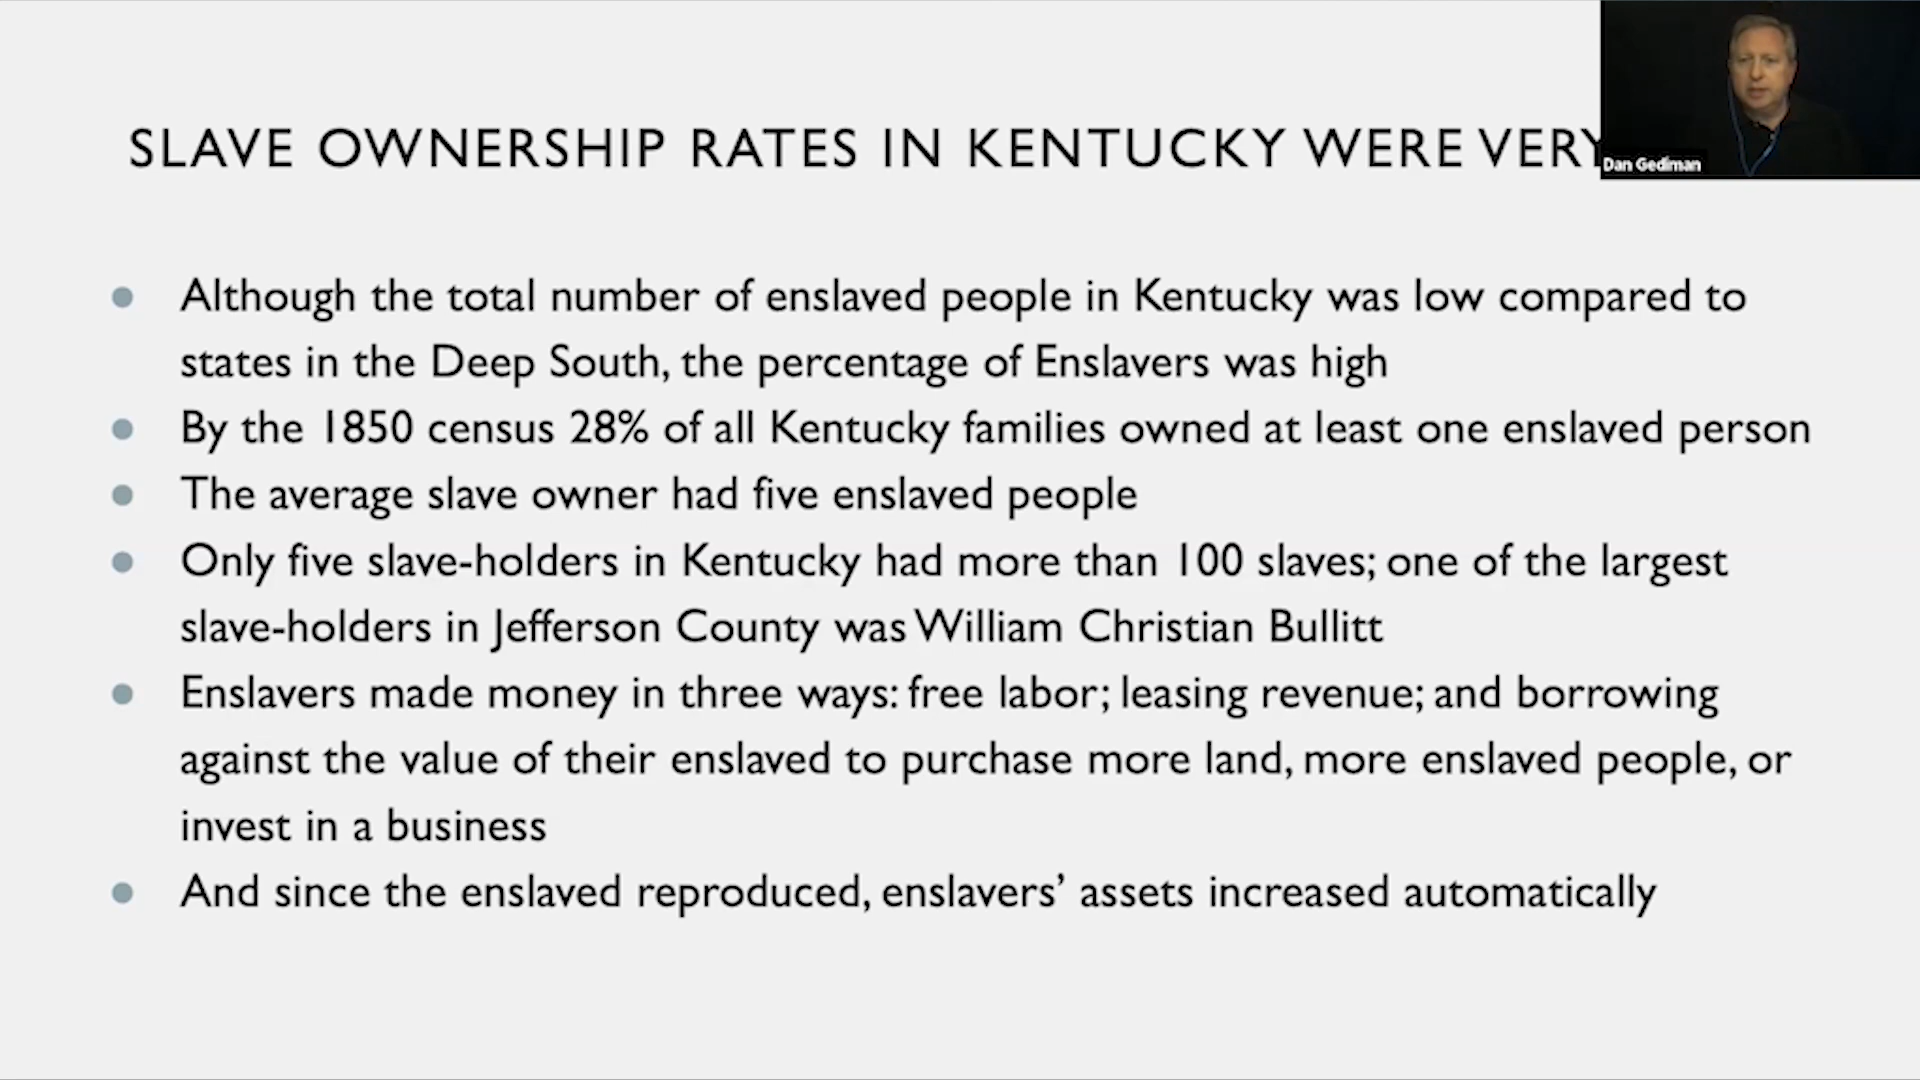 SLAVE OWNERSHIP RATES IN KENTUCKY WERE VERY
Dan Gediman
Although the total number of enslaved people in Kentucky was low compared to
states in the Deep South, the percentage of Enslavers was high
By the 1850 census 28% of all Kentucky families owned at least one enslaved person
The average slave owner had five enslaved people
Only five slave-holders in Kentucky had more than 100 slaves; one of the largest
slave-holders in Jefferson County was William Christian Bullitt
Enslavers made money in three ways: free labor; leasing revenue; and borrowing
against the value of their enslaved to purchase more land, more enslaved people, or
invest in a business
And since the enslaved reproduced, enslavers’ assets increased automatically